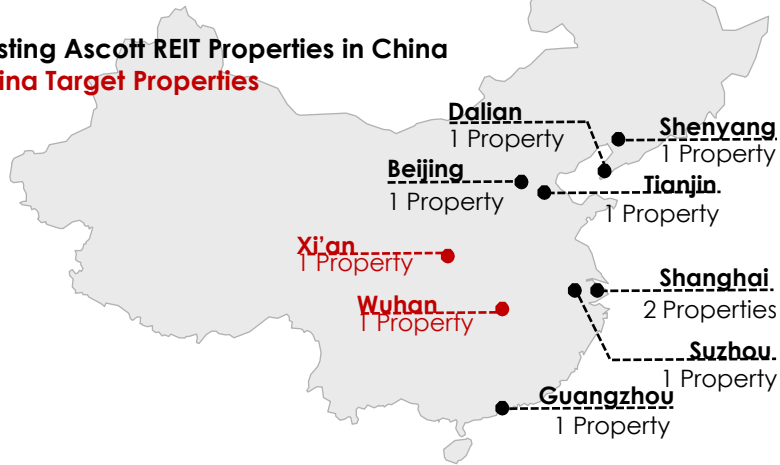 sting Ascott REIT Properties in China
ina Target Properties
Dalian
1 Property
Shenyang
1 Property
Beijing
1 Property
Tianjin
1 Property
Xi'an
1 Property
Wuhan
1 Property
Shanghai
2 Properties
Suzhou
1 Property
Guangzhou
1 Property